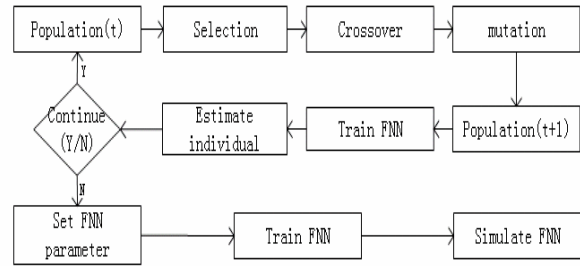 Population(t)
Selection
Crossover
mutation
Y
Continue
(Y/N)
Estimate
individual
Train FNN
Population(t+1)
N
Set FNN
parameter
Train FNN
Simulate FNN